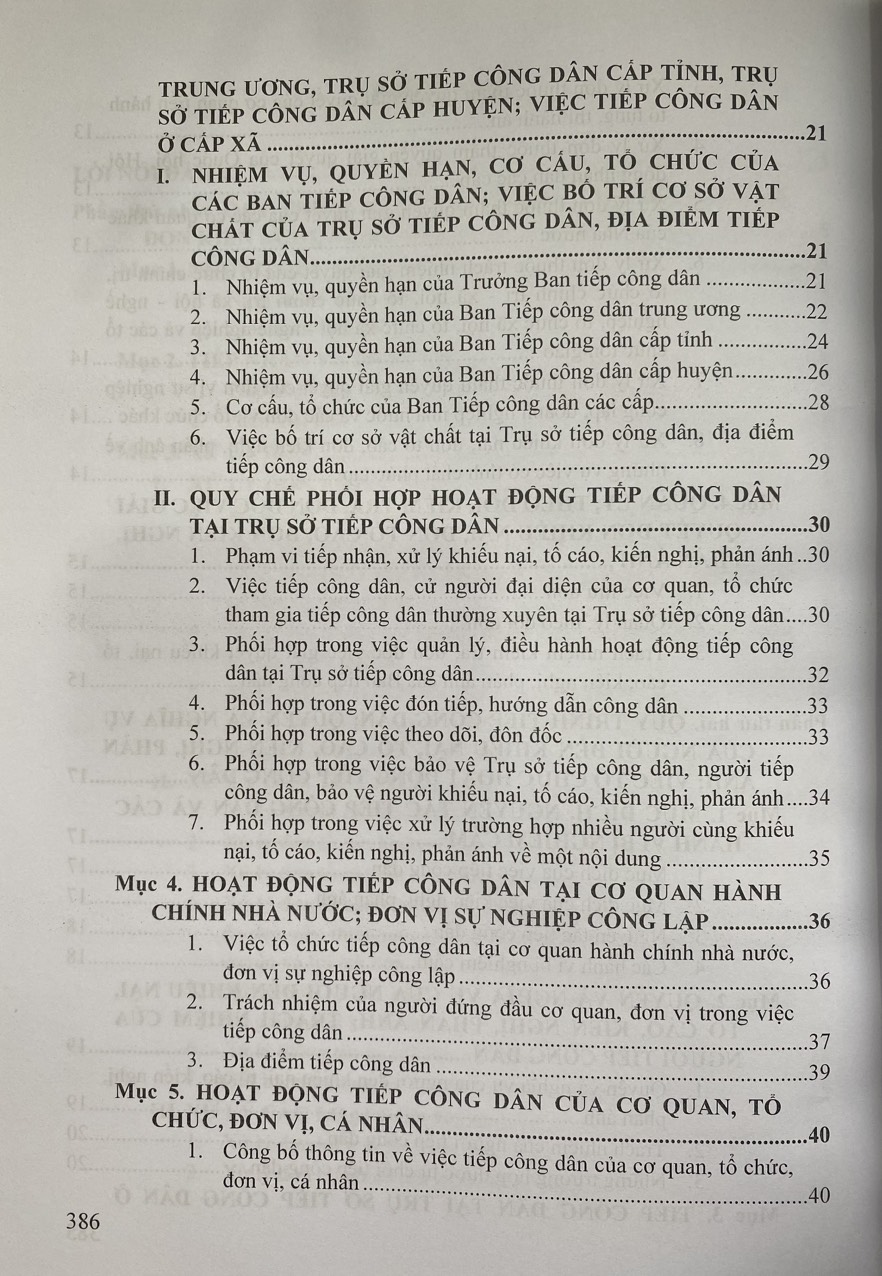 TRUNG ƯƠNG, TRỤ SỞ TIẾP CÔNG DÂN CẤP TỈNH, TRỤ
SỞ TIẾP CÔNG DÂN CẤP HUYỆN; VIỆC TIẾP CÔNG DÂN
Ở CẤP XÃ ........................................................................................21
I. NHIỆM VỤ, QUYỀN HẠN, CƠ CẤU, TỔ CHỨC CỦA
CÁC BAN TIẾP CÔNG DÂN; VIỆC BỐ TRÍ CƠ SỞ VẬT
CHẤT CỦA TRỤ SỞ TIẾP CÔNG DÂN, ĐỊA ĐIỂM TIẾP
CÔNG DÂN................................................................................21
1. Nhiệm vụ, quyền hạn của Trưởng Ban tiếp công dân ..................21
2. Nhiệm vụ, quyền hạn của Ban Tiếp công dân trung ương ...........22
3. Nhiệm vụ, quyền hạn của Ban Tiếp công dân cấp tỉnh ................24
4. Nhiệm vụ, quyền hạn của Ban Tiếp công dân cấp huyện.............26
5. Cơ cấu, tổ chức của Ban Tiếp công dân các cấp............................28
6. Việc bố trí cơ sở vật chất tại Trụ sở tiếp công dân, địa điểm
tiếp công dân ...................................................................................29
II. QUY CHẾ PHỐI HỢP HOẠT ĐỘNG TIẾP CÔNG DÂN
TẠI TRỤ SỞ TIẾP CÔNG DÂN .................................................30
1. Phạm vi tiếp nhận, xử lý khiếu nại, tố cáo, kiến nghị, phản ánh ..30
2. Việc tiếp công dân, cử người đại diện của cơ quan, tổ chức
tham gia tiếp công dân thường xuyên tại Trụ sở tiếp công dân....30
3. Phối hợp trong việc quản lý, điều hành hoạt động tiếp công
dân tại Trụ sở tiếp công dân............................................................32
4. Phối hợp trong việc đón tiếp, hướng dẫn công dân ......................33
5. Phối hợp trong việc theo dõi, đôn đốc ...........................................33
6. Phối hợp trong việc bảo vệ Trụ sở tiếp công dân, người tiếp
công dân, bảo vệ người khiếu nại, tố cáo, kiến nghị, phản ánh....34
7. Phối hợp trong việc xử lý trường hợp nhiều người cùng khiếu
nại, tố cáo, kiến nghị, phản ánh về một nội dung .........................35
Mục 4. HOẠT ĐỘNG TIẾP CÔNG DÂN TẠI CƠ QUAN HÀNH
CHÍNH NHÀ NƯỚC; ĐƠN VỊ SỰ NGHIỆP CÔNG LẬP.................36
1. Việc tổ chức tiếp công dân tại cơ quan hành chính nhà nước,
đơn vị sự nghiệp công lập...............................................................36
2. Trách nhiệm của người đứng đầu cơ quan, đơn vị trong việc
tiếp công dân ...................................................................................37
3. Địa điểm tiếp công dân ...................................................................39
Mục 5. HOẠT ĐỘNG TIẾP CÔNG DÂN CỦA CƠ QUAN, TỔ
CHỨC, ĐƠN VỊ, CÁ NHÂN.....................................................................40
1. Công bố thông tin về việc tiếp công dân của cơ quan, tổ chức,
đơn vị, cá nhân ................................................................................40
386